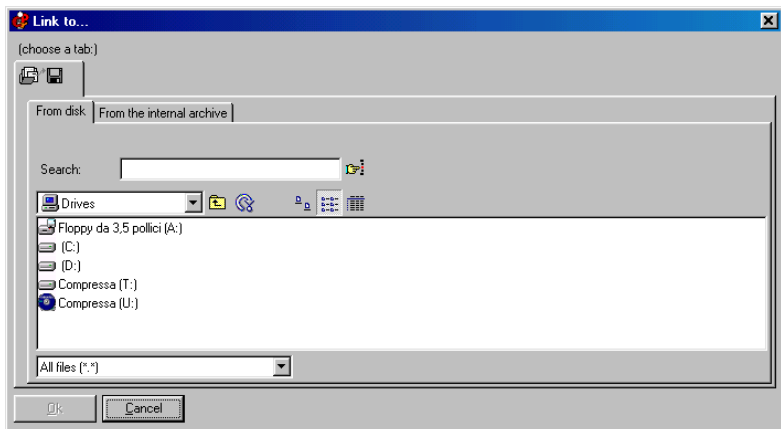 Link to...
(choose a tab:)
From disk From the internal archive
Search:
Drives
Floppy da 3,5 pollici (A:)
(C:)
(D:)
Compressa (T:)
Compressa (U:)
All files (*.*)
Ok Cancel